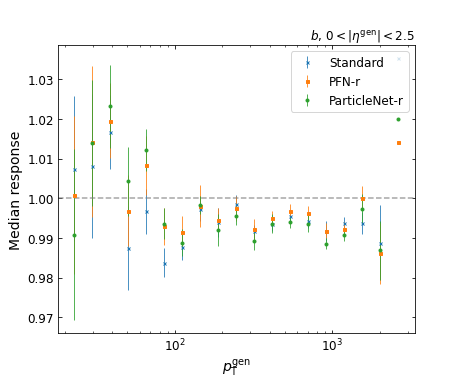 b, 0 < |η^gen| < 2.5
Standard
PFN-r
ParticleNet-r
Median response
1.03
1.02
1.01
1.00
0.99
0.98
0.97
10^2
10^3
p_T^gen